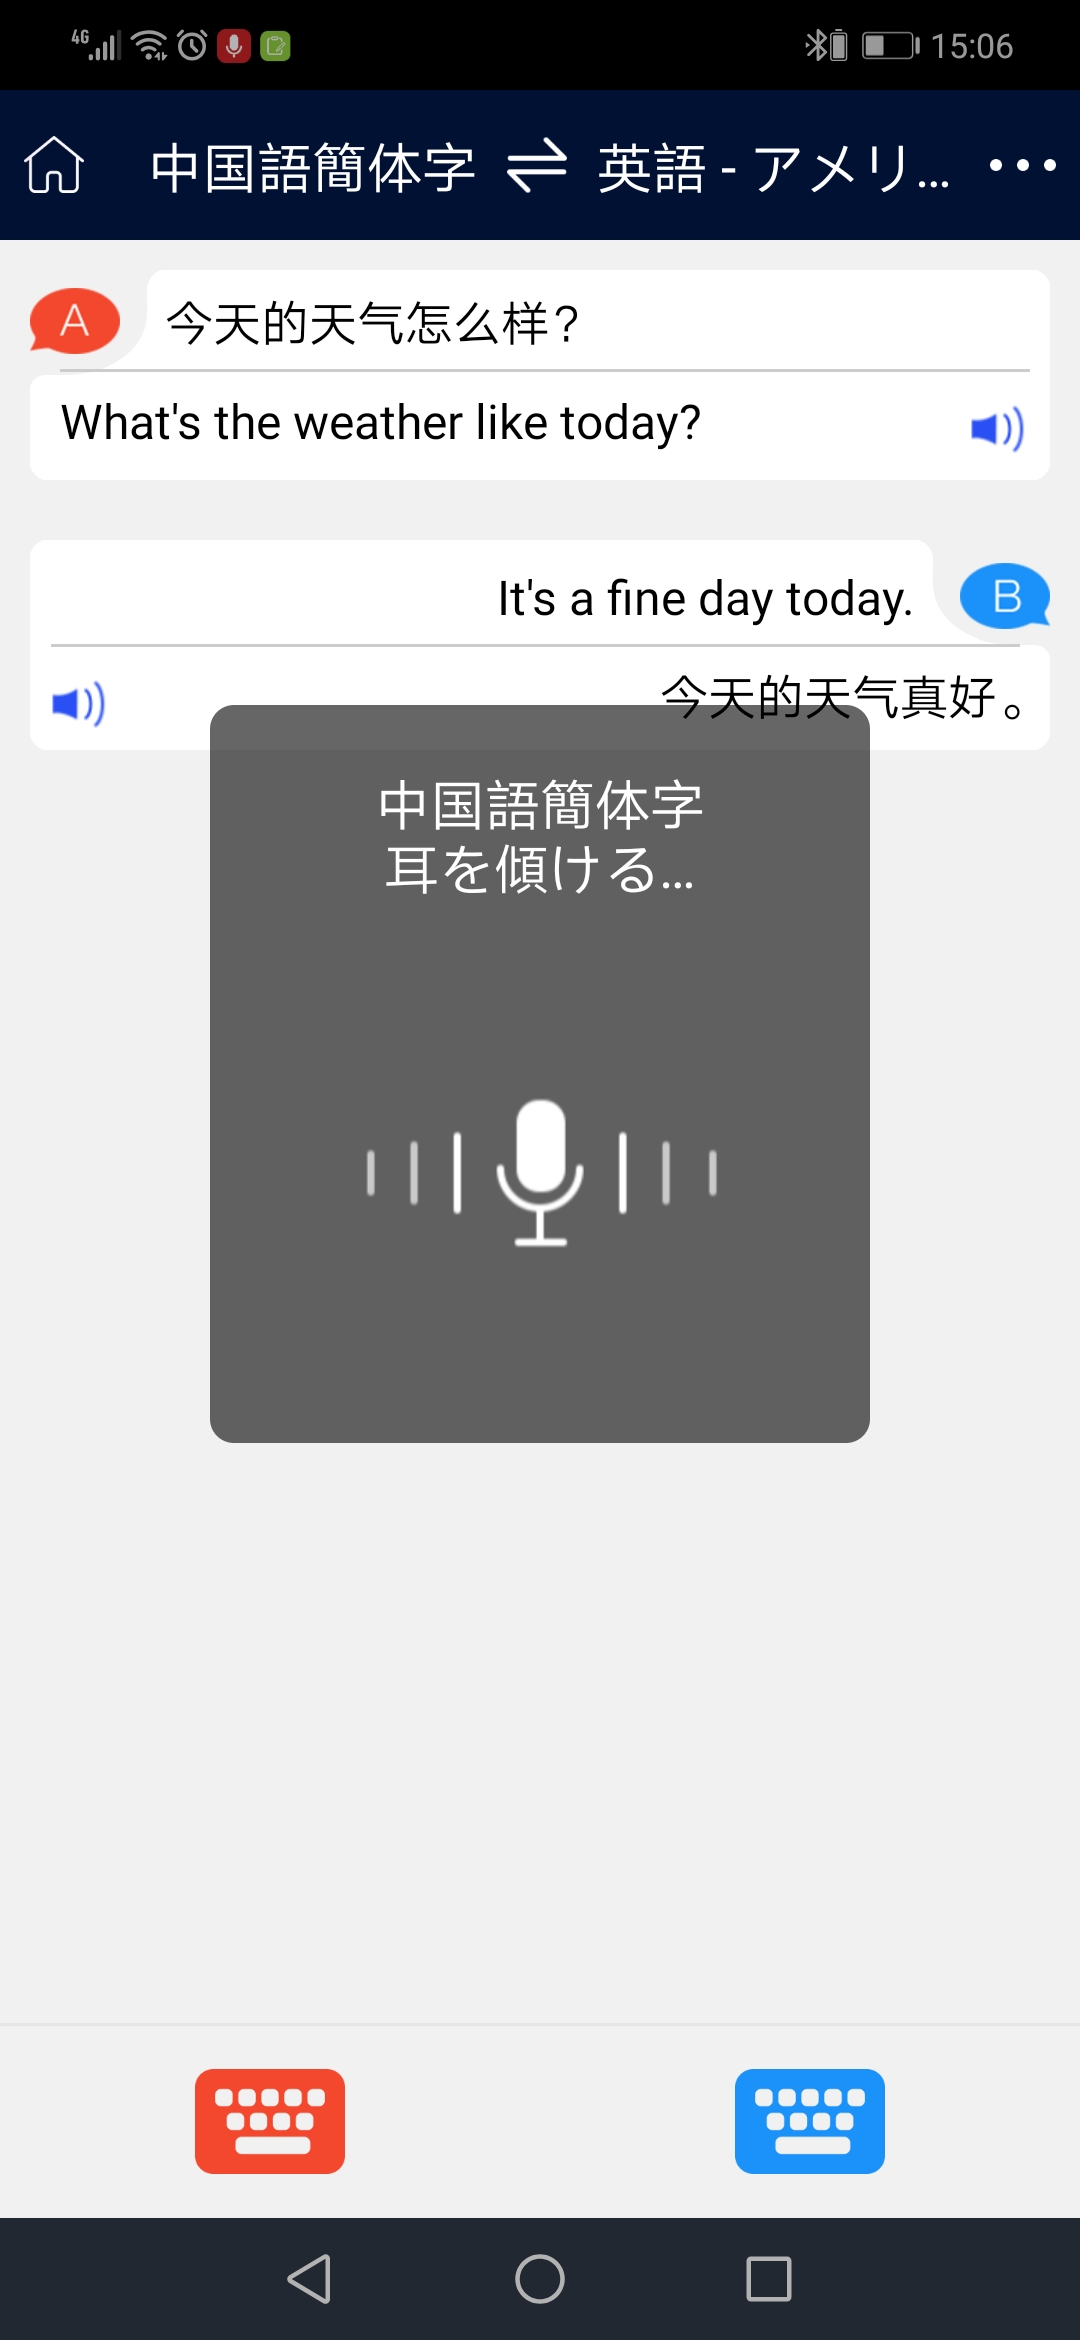 4G
15:06
中国語簡体字 ⇌ 英語 - アメリ...
A
今天的天气怎么样?
What's the weather like today?
It's a fine day today.
B
今天的天气真好。
中国語簡体字
耳を傾ける...